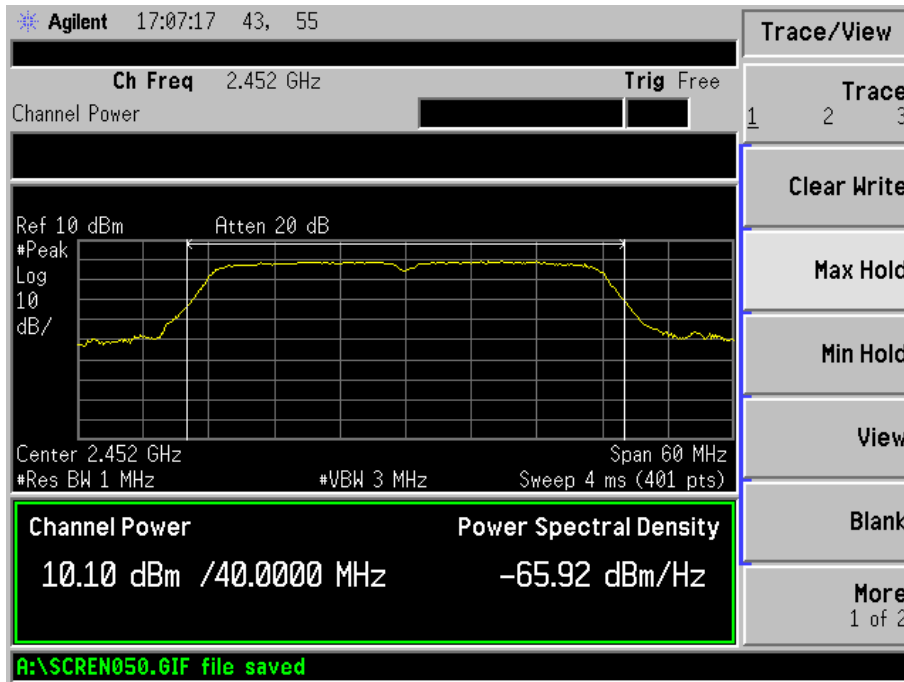 Agilent 17:07:17 43, 55
Trace/View
Ch Freq 2.452 GHz Trig Free
Channel Power
Trace
1 2 3
Clear Write
Max Hold
Min Hold
View
Blank
More
1 of 2
Ref 10 dBm Atten 20 dB
#Peak
Log
10
dB/
Center 2.452 GHz Span 60 MHz
#Res BW 1 MHz #VBW 3 MHz Sweep 4 ms (401 pts)
Channel Power Power Spectral Density
10.10 dBm /40.0000 MHz -65.92 dBm/Hz
A:\SCREN050.GIF file saved